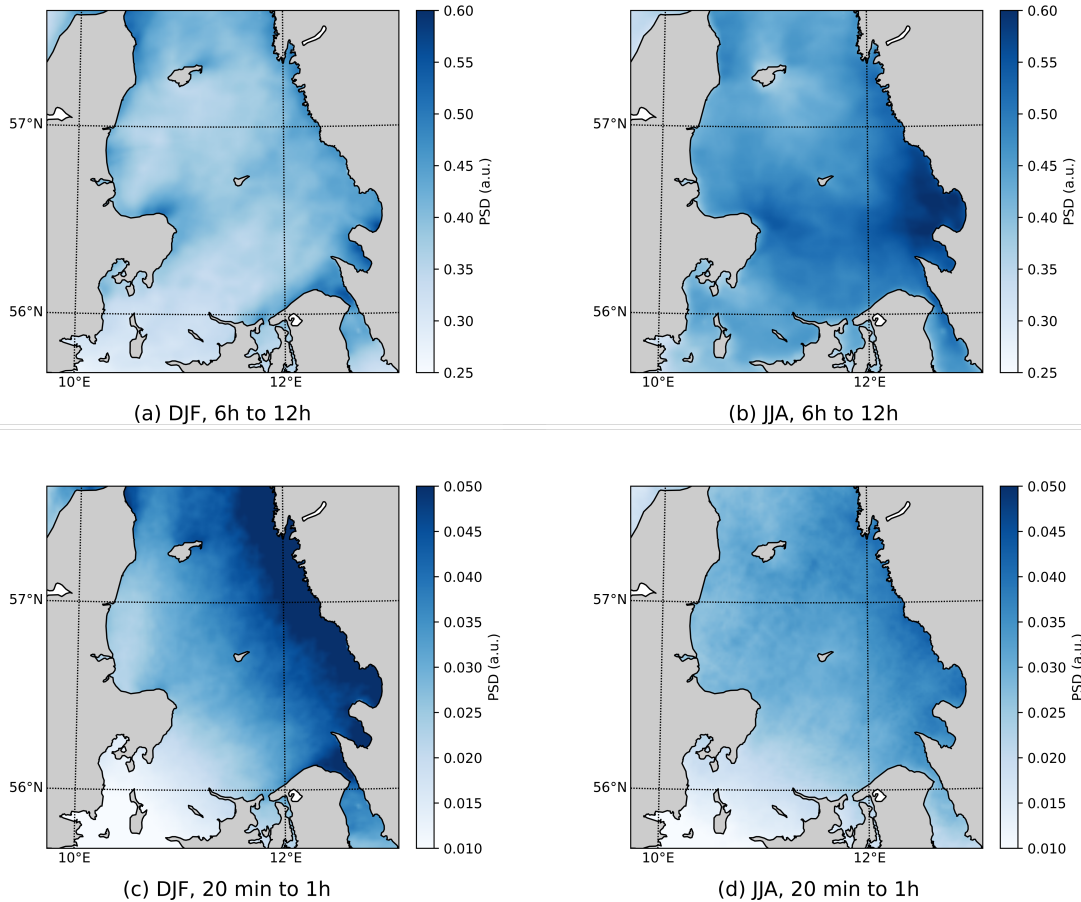 0.60
0.55
0.50
0.45
0.40
0.35
0.30
0.25
PSD (a.u.)
57°N
56°N
10°E
12°E
(a) DJF, 6h to 12h
0.60
0.55
0.50
0.45
0.40
0.35
0.30
0.25
PSD (a.u.)
57°N
56°N
10°E
12°E
(b) JJA, 6h to 12h
0.050
0.045
0.040
0.035
0.030
0.025
0.020
0.015
0.010
PSD (a.u.)
57°N
56°N
10°E
12°E
(c) DJF, 20 min to 1h
0.050
0.045
0.040
0.035
0.030
0.025
0.020
0.015
0.010
PSD (a.u.)
57°N
56°N
10°E
12°E
(d) JJA, 20 min to 1h